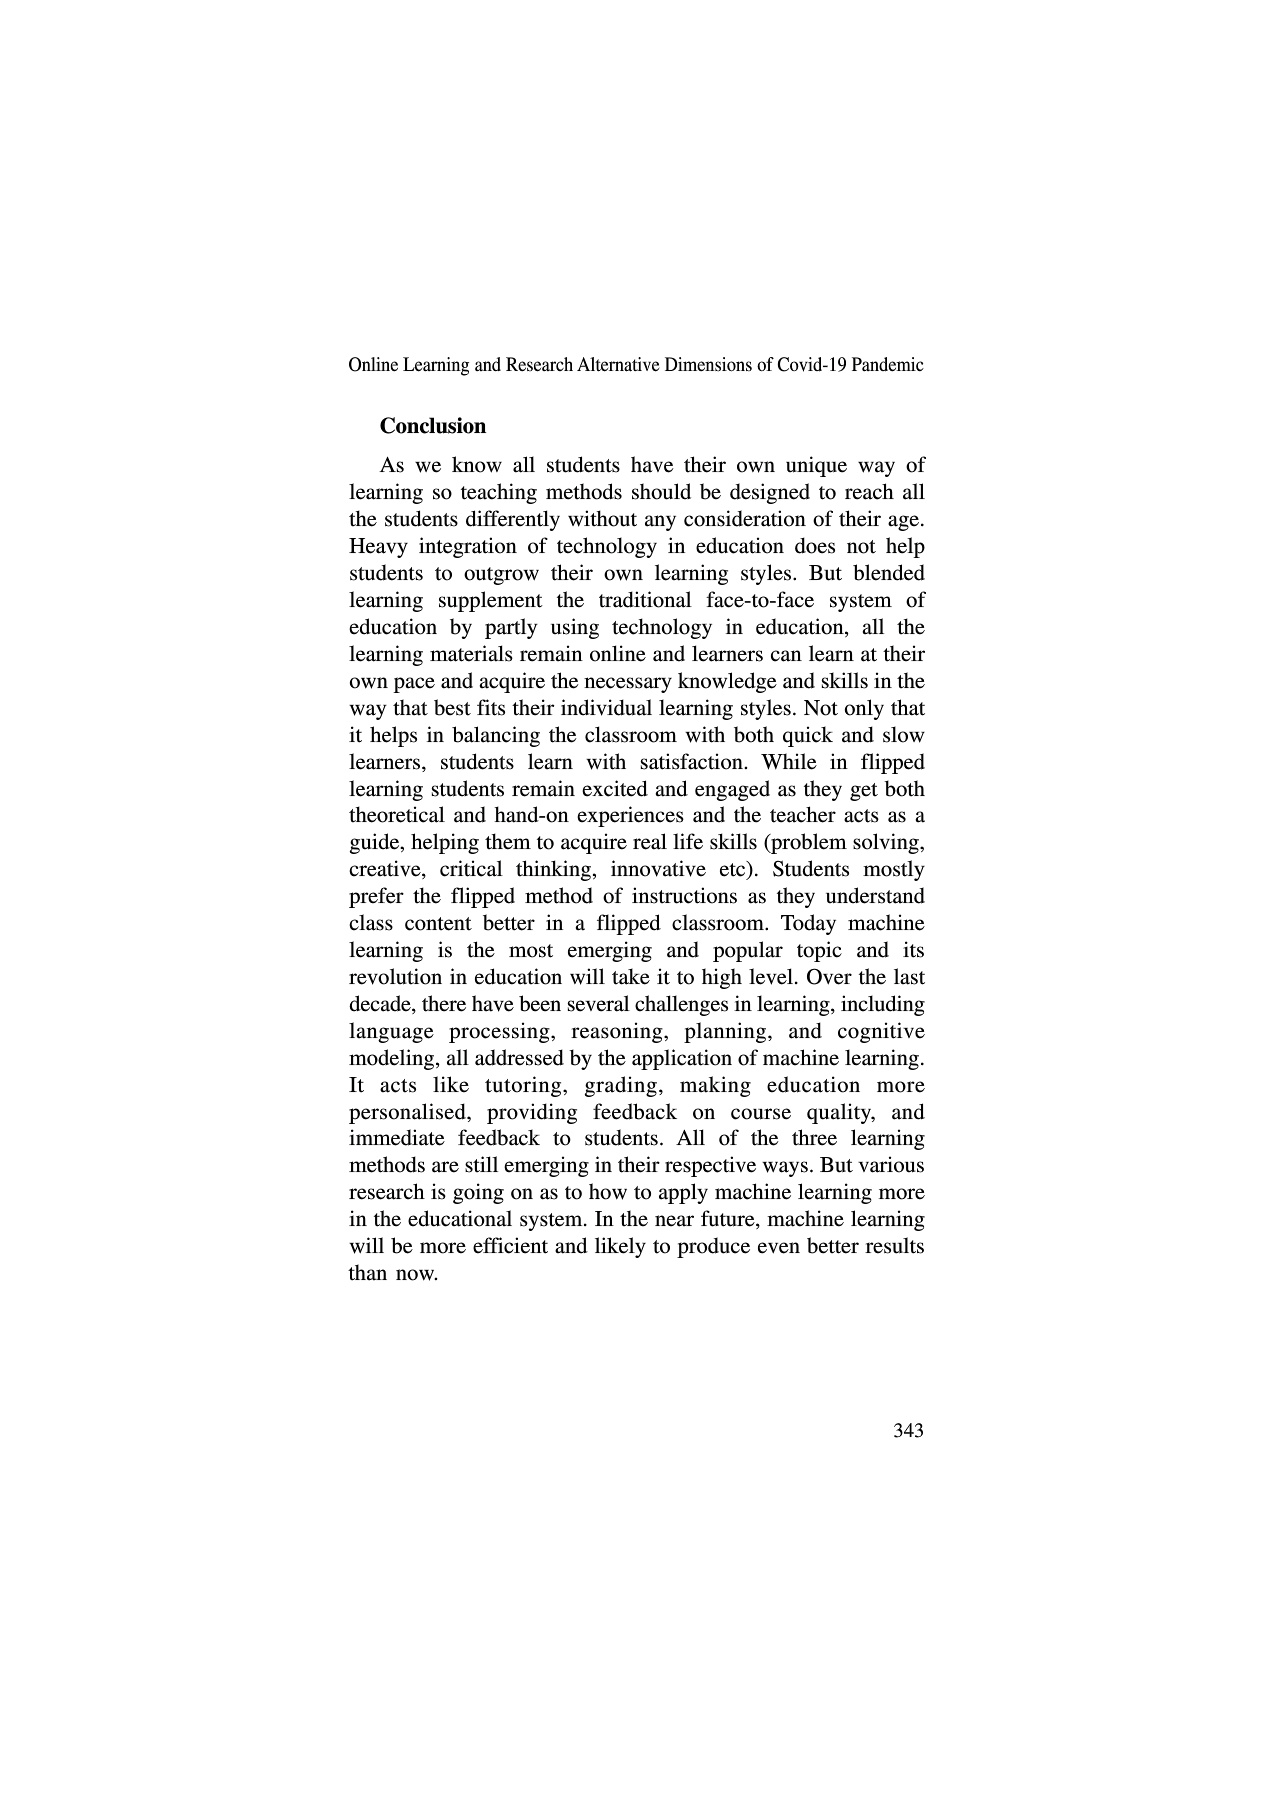 Online Learning and Research Alternative Dimensions of Covid-19 Pandemic
Conclusion
As we know all students have their own unique way of
learning so teaching methods should be designed to reach all
the students differently without any consideration of their age.
Heavy integration of technology in education does not help
students to outgrow their own learning styles. But blended
learning supplement the traditional face-to-face system of
education by partly using technology in education, all the
learning materials remain online and learners can learn at their
own pace and acquire the necessary knowledge and skills in the
way that best fits their individual learning styles. Not only that
it helps in balancing the classroom with both quick and slow
learners, students learn with satisfaction. While in flipped
learning students remain excited and engaged as they get both
theoretical and hand-on experiences and the teacher acts as a
guide, helping them to acquire real life skills (problem solving,
creative, critical thinking, innovative etc). Students mostly
prefer the flipped method of instructions as they understand
class content better in a flipped classroom. Today machine
learning is the most emerging and popular topic and its
revolution in education will take it to high level. Over the last
decade, there have been several challenges in learning, including
language processing, reasoning, planning, and cognitive
modeling, all addressed by the application of machine learning.
It acts like tutoring, grading, making education more
personalised, providing feedback on course quality, and
immediate feedback to students. All of the three learning
methods are still emerging in their respective ways. But various
research is going on as to how to apply machine learning more
in the educational system. In the near future, machine learning
will be more efficient and likely to produce even better results
than now.
343